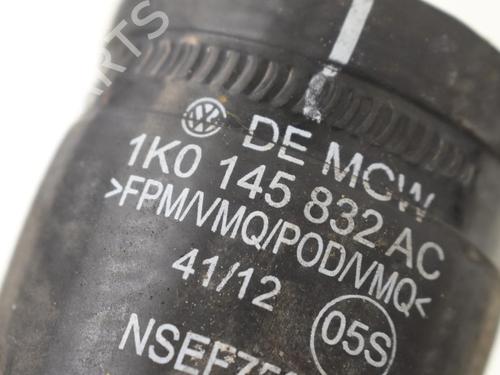 DE MCW
1K0 145 832 AC
>FPM/VMQ/POD/VMQ<
41/12
05S